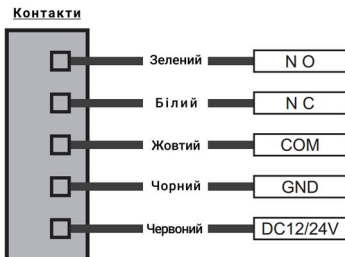 Контакти
Зелений N O
Білий N C
Жовтий COM
Чорний GND
Червоний DC12/24V